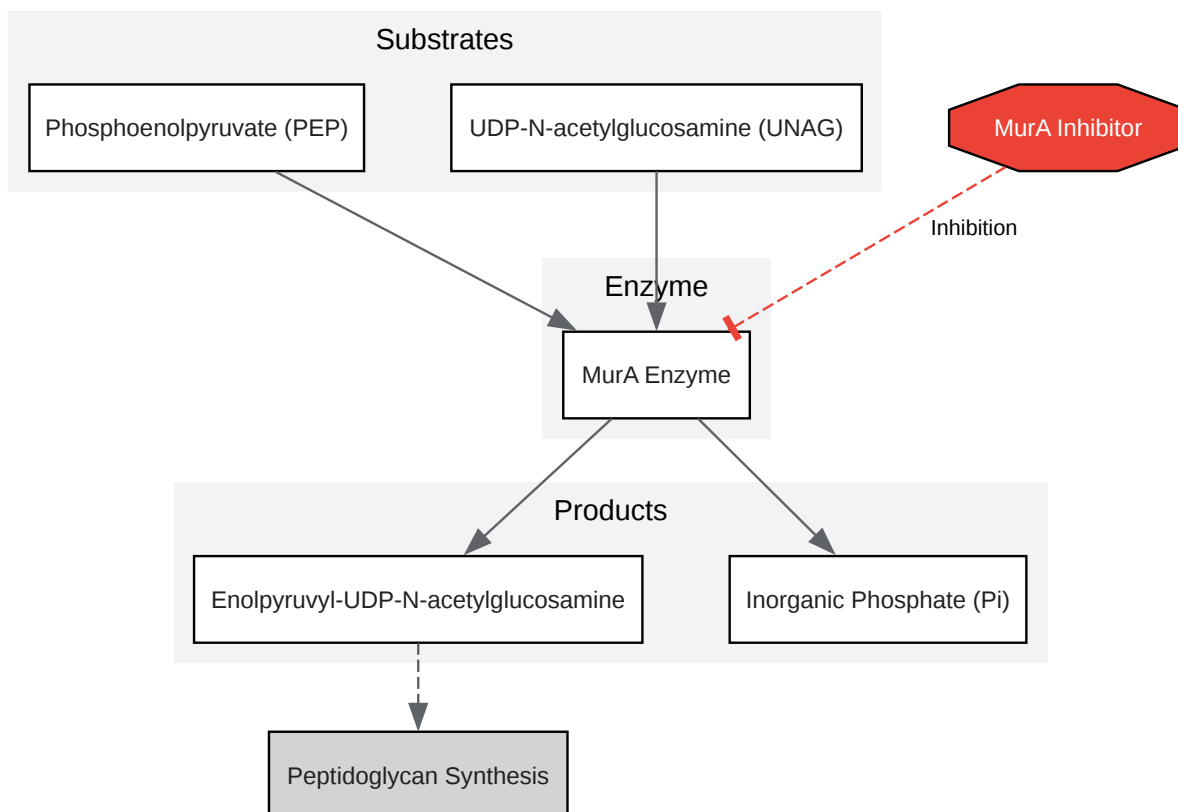 Substrates
Phosphoenolpyruvate (PEP)
UDP-N-acetylglucosamine (UNAG)
MurA Inhibitor
Inhibition
Enzyme
MurA Enzyme
Products
Enolpyruvyl-UDP-N-acetylglucosamine
Inorganic Phosphate (Pi)
Peptidoglycan Synthesis